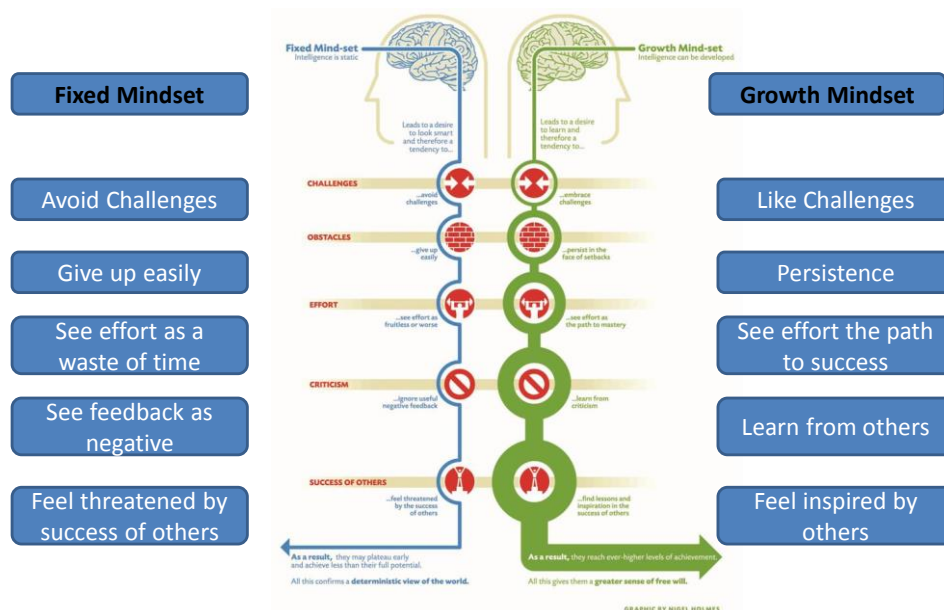 Fixed Mindset
Avoid Challenges
Give up easily
See effort as a
waste of time
See feedback as
negative
Feel threatened by
success of others
Fixed Mind-set
Intelligence is static
Leads to a desire
to look smart
and therefore a
tendency to...
Growth Mind-set
Intelligence can be developed
Leads to a desire
to learn and
therefore a
tendency to...
CHALLENGES
...avoid
challenges
...embrace
challenges
OBSTACLES
...give up
easily
...persist in the
face of setbacks
EFFORT
...see effort as
fruitless or worse
...see effort as
the path to mastery
CRITICISM
...ignore useful
negative feedback
...learn from
criticism
SUCCESS OF OTHERS
...feel threatened
by the success
of others
...find lessons and
inspiration in the
success of others
As a result, they may plateau early
and achieve less than their full potential.
All this confirms a deterministic view of the world.
As a result, they reach ever-higher levels of achievement.
All this gives them a greater sense of free will.
GRAPHIC BY NIGEL HOLMES
Growth Mindset
Like Challenges
Persistence
See effort the path
to success
Learn from others
Feel inspired by
others